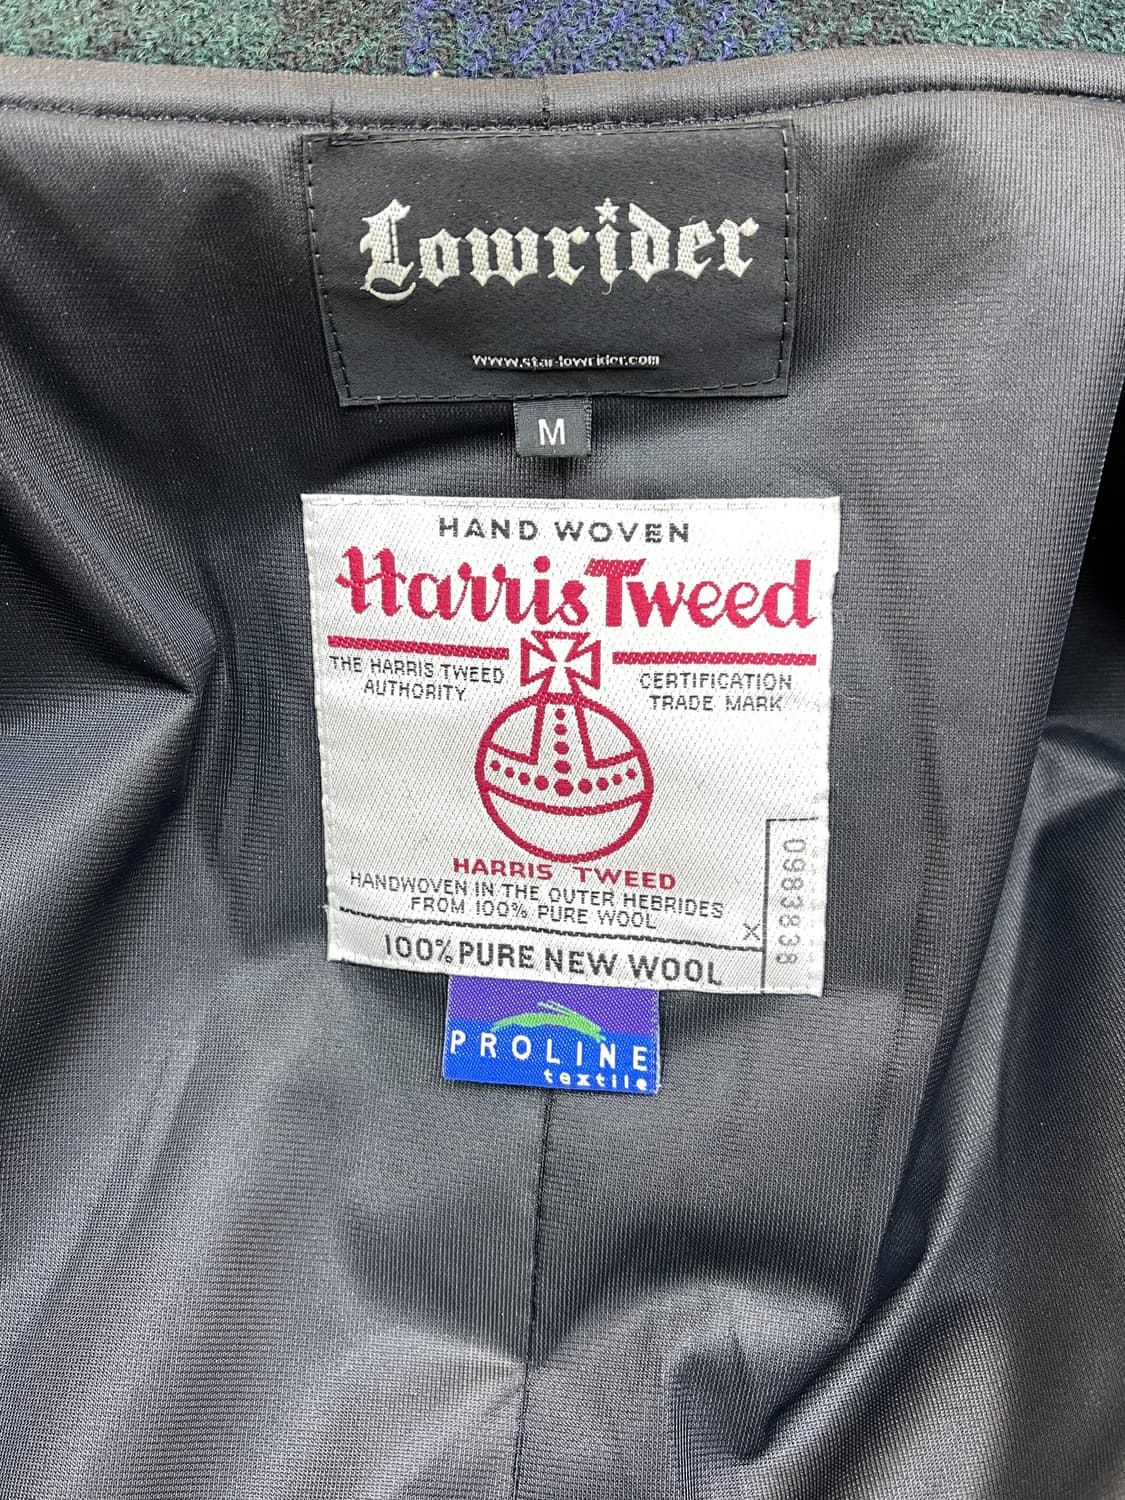 Lowrider
www.star-lowrider.com
M
HAND WOVEN
Harris Tweed
THE HARRIS TWEED
AUTHORITY
CERTIFICATION
TRADE MARK
HARRIS TWEED
HANDWOVEN IN THE OUTER HEBRIDES
FROM 100% PURE WOOL
X
0983838
100% PURE NEW WOOL
PROLINE
textile